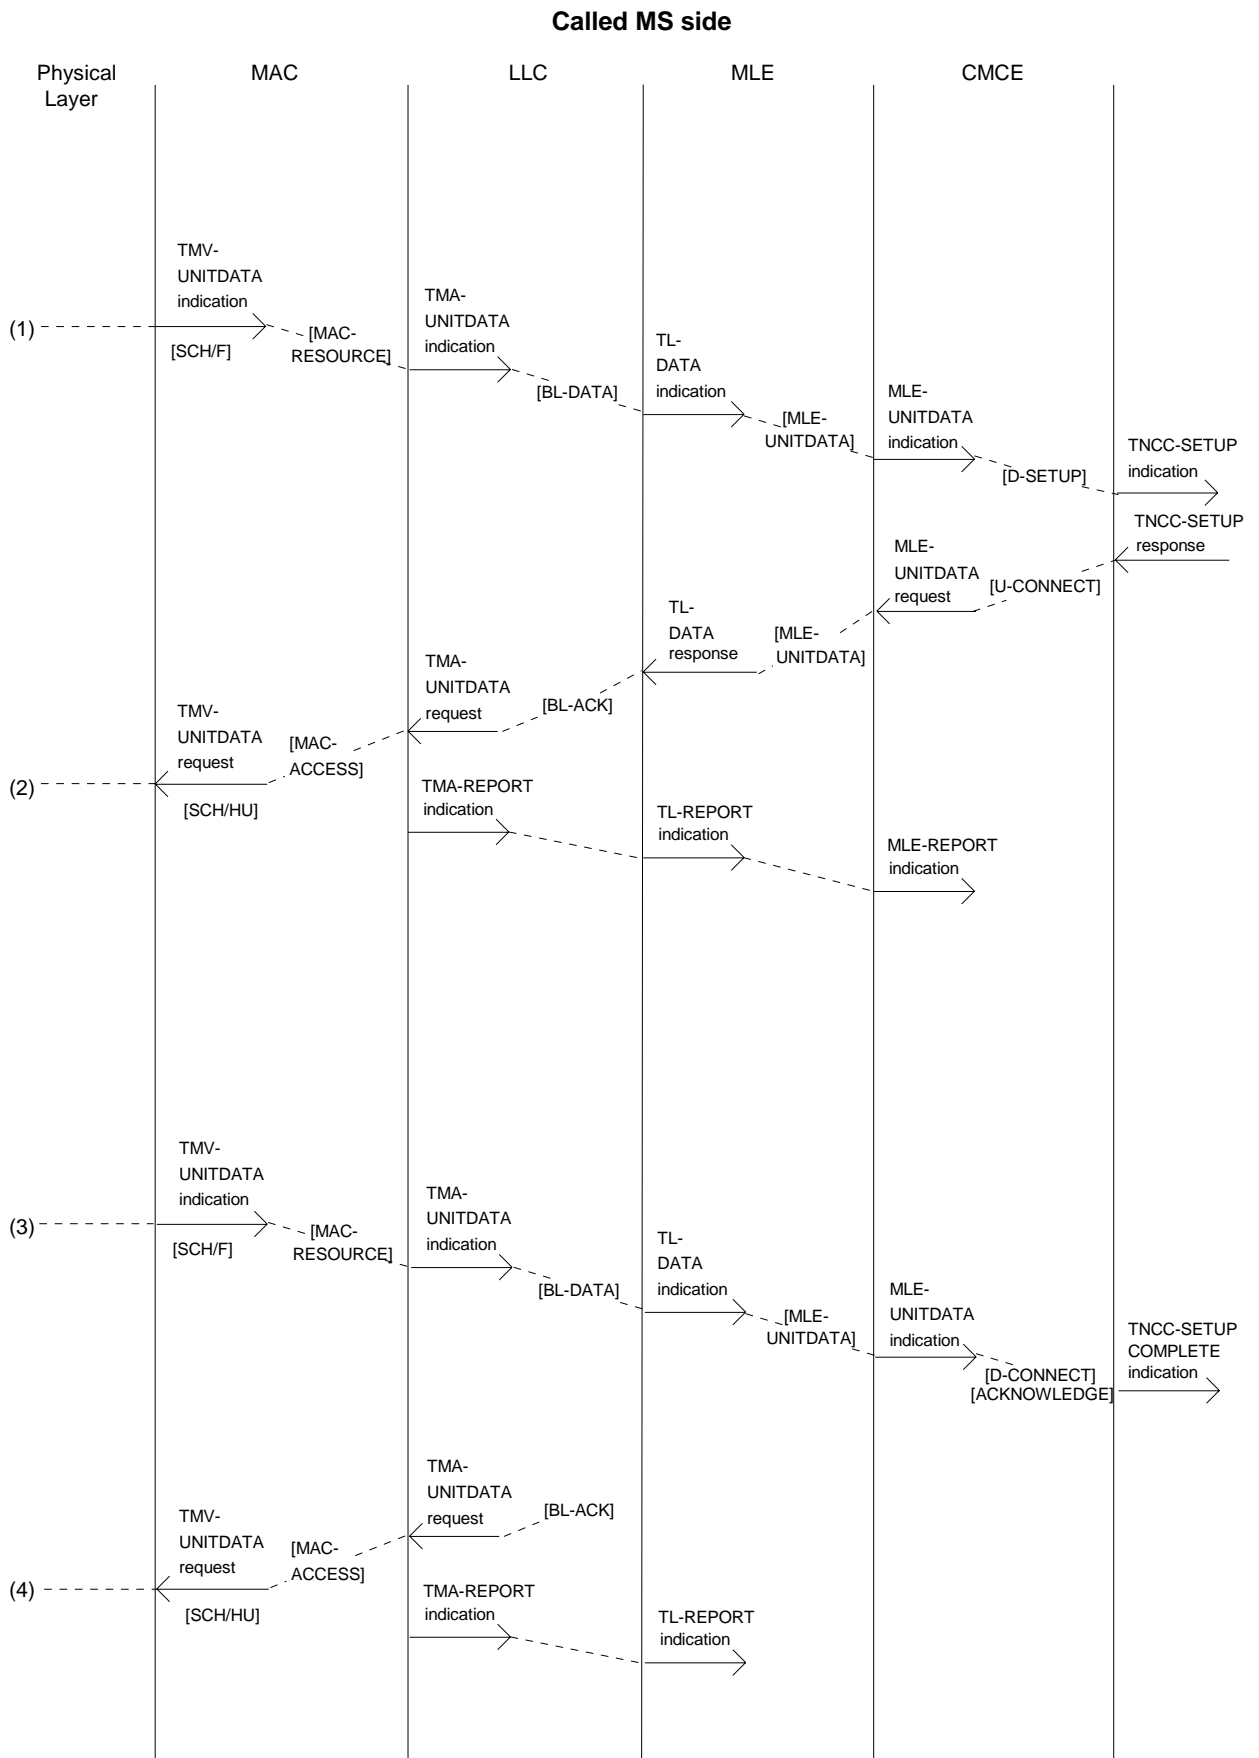 Called MS side
Physical
Layer
MAC
LLC
MLE
CMCE
TMV-
UNITDATA
indication
(1)
[SCH/F]
[MAC-
RESOURCE]
TMA-
UNITDATA
indication
[BL-DATA]
TL-
DATA
indication
[MLE-
UNITDATA]
MLE-
UNITDATA
indication
[D-SETUP]
TNCC-SETUP
indication
TNCC-SETUP
response
[U-CONNECT]
MLE-
UNITDATA
request
[MLE-
UNITDATA]
TL-
DATA
response
[BL-ACK]
TMA-
UNITDATA
request
[MAC-
ACCESS]
TMV-
UNITDATA
request
(2)
[SCH/HU]
TMA-REPORT
indication
TL-REPORT
indication
MLE-REPORT
indication
TMV-
UNITDATA
indication
(3)
[SCH/F]
[MAC-
RESOURCE]
TMA-
UNITDATA
indication
[BL-DATA]
TL-
DATA
indication
[MLE-
UNITDATA]
MLE-
UNITDATA
indication
[D-CONNECT]
[ACKNOWLEDGE]
TNCC-SETUP
COMPLETE
indication
TMA-
UNITDATA
request
[BL-ACK]
TMV-
UNITDATA
request
[MAC-
ACCESS]
(4)
[SCH/HU]
TMA-REPORT
indication
TL-REPORT
indication